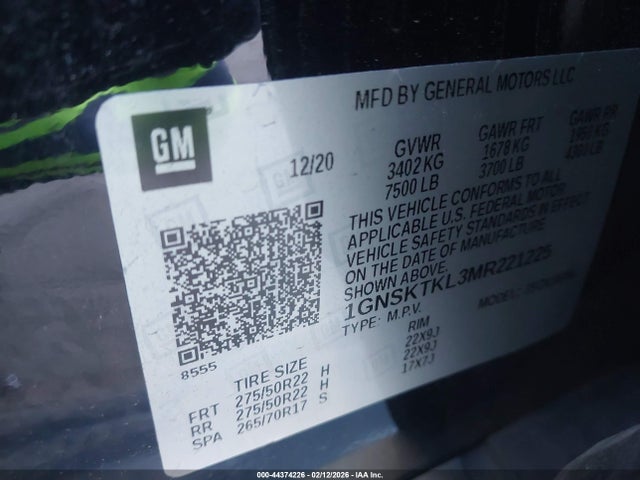 MFD BY GENERAL MOTORS LLC
GM
12/20
GVWR GAWR FRT GAWR RR
3402 KG 1678 KG
7500 LB 3700 LB
THIS VEHICLE CONFORMS TO ALL
APPLICABLE U.S. FEDERAL MOTOR
VEHICLE SAFETY STANDARDS IN EFFECT
ON THE DATE OF MANUFACTURE
SHOWN ABOVE.
1GNSKTKL3MR221225
TYPE: M.P.V. MODEL:
8555
TIRE SIZE RIM
FRT 275/50R22 H 22X9J
RR 275/50R22 H 22X9J
SPA 265/70R17 S 17X7J
000-44374226 - 02/12/2026 - IAA Inc.